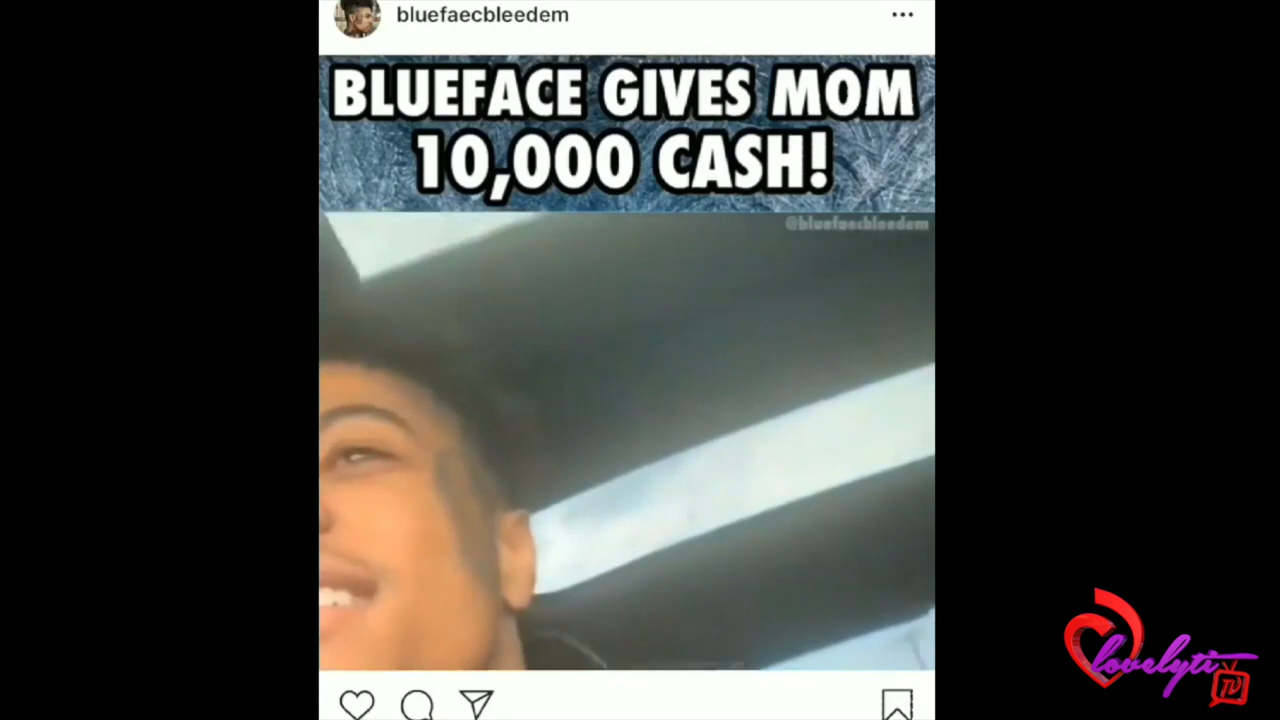 bluefaecbleedem
BLUEFACE GIVES MOM
10,000 CASH!
@bluefaecbleedem
lovelyti
TV